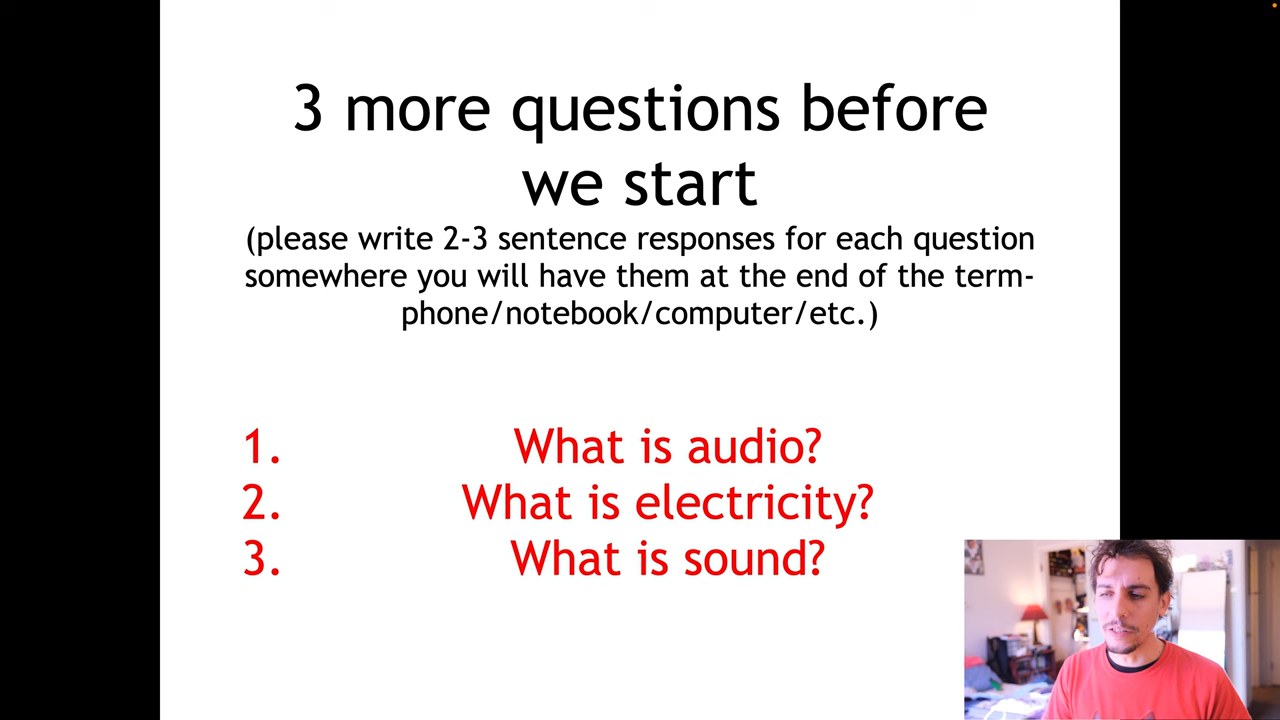 3 more questions before
we start
(please write 2-3 sentence responses for each question
somewhere you will have them at the end of the term-
phone/notebook/computer/etc.)
1. What is audio?
2. What is electricity?
3. What is sound?